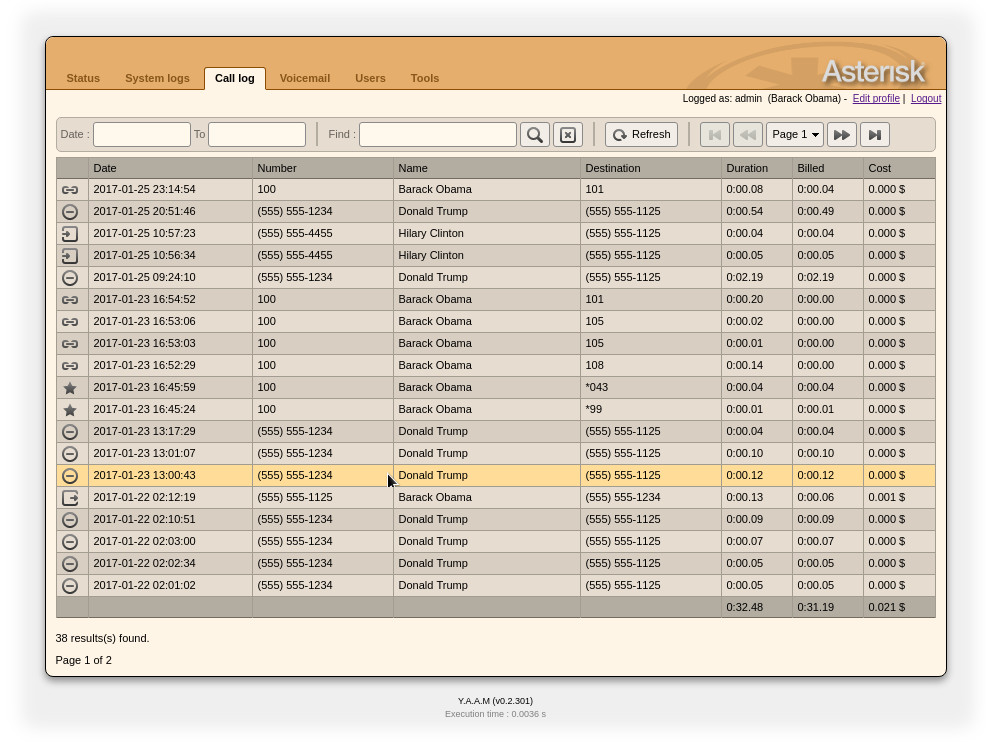 Asterisk
Status System logs Call log Voicemail Users Tools
Logged as: admin (Barack Obama) - Edit profile | Logout
Date : To Find : Refresh Page 1
Date Number Name Destination Duration Billed Cost
2017-01-25 23:14:54 100 Barack Obama 101 0:00.08 0:00.04 0.000 $
2017-01-25 20:51:46 (555) 555-1234 Donald Trump (555) 555-1125 0:00.54 0:00.49 0.000 $
2017-01-25 10:57:23 (555) 555-4455 Hilary Clinton (555) 555-1125 0:00.04 0:00.04 0.000 $
2017-01-25 10:56:34 (555) 555-4455 Hilary Clinton (555) 555-1125 0:00.05 0:00.05 0.000 $
2017-01-25 09:24:10 (555) 555-1234 Donald Trump (555) 555-1125 0:02.19 0:02.19 0.000 $
2017-01-23 16:54:52 100 Barack Obama 101 0:00.20 0:00.00 0.000 $
2017-01-23 16:53:06 100 Barack Obama 105 0:00.02 0:00.00 0.000 $
2017-01-23 16:53:03 100 Barack Obama 105 0:00.01 0:00.00 0.000 $
2017-01-23 16:52:29 100 Barack Obama 108 0:00.14 0:00.00 0.000 $
2017-01-23 16:45:59 100 Barack Obama *043 0:00.04 0:00.04 0.000 $
2017-01-23 16:45:24 100 Barack Obama *99 0:00.01 0:00.01 0.000 $
2017-01-23 13:17:29 (555) 555-1234 Donald Trump (555) 555-1125 0:00.04 0:00.04 0.000 $
2017-01-23 13:01:07 (555) 555-1234 Donald Trump (555) 555-1125 0:00.10 0:00.10 0.000 $
2017-01-23 13:00:43 (555) 555-1234 Donald Trump (555) 555-1125 0:00.12 0:00.12 0.000 $
2017-01-22 02:12:19 (555) 555-1125 Barack Obama (555) 555-1234 0:00.13 0:00.06 0.001 $
2017-01-22 02:10:51 (555) 555-1234 Donald Trump (555) 555-1125 0:00.09 0:00.09 0.000 $
2017-01-22 02:03:00 (555) 555-1234 Donald Trump (555) 555-1125 0:00.07 0:00.07 0.000 $
2017-01-22 02:02:34 (555) 555-1234 Donald Trump (555) 555-1125 0:00.05 0:00.05 0.000 $
2017-01-22 02:01:02 (555) 555-1234 Donald Trump (555) 555-1125 0:00.05 0:00.05 0.000 $
0:32.48 0:31.19 0.021 $
38 results(s) found.
Page 1 of 2
Y.A.A.M (v0.2.301)
Execution time : 0.0036 s